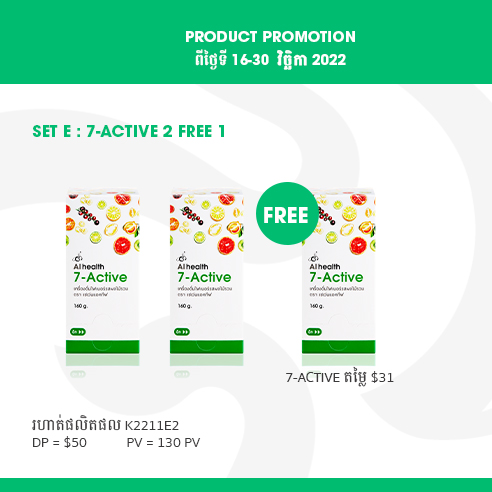 PRODUCT PROMOTION
ពីថ្ងៃទី 16-30 វិច្ឆិកា 2022
SET E : 7-ACTIVE 2 FREE 1
FREE
Ai health
7-Active
160 g.
Ai health
7-Active
160 g.
Ai health
7-Active
160 g.
7-ACTIVE តម្លៃ $31
រហាត់ផលិតផល K2211E2
DP = $50 PV = 130 PV